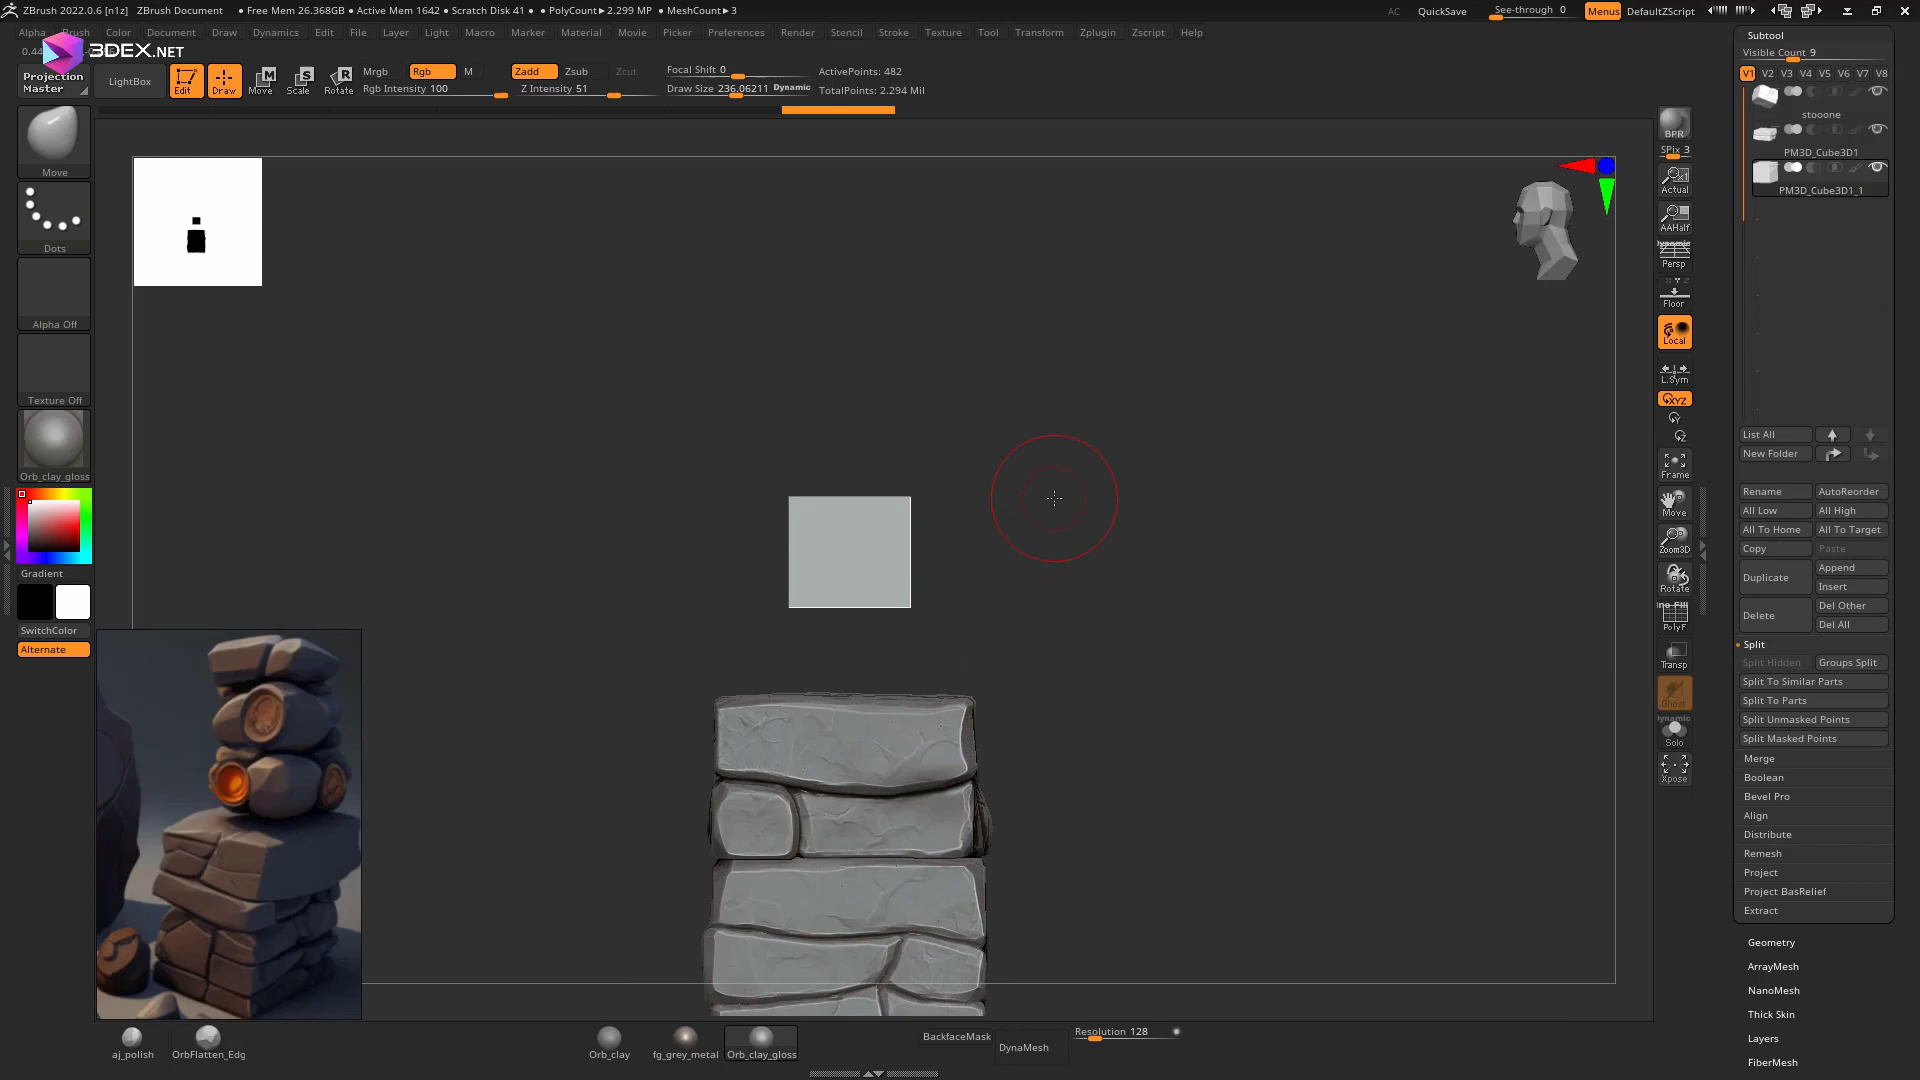 ZBrush 2022.0.6 [n1z] ZBrush Document • Free Mem 26.368GB • Active Mem 1642 • Scratch Disk 41 • PolyCount▸ 2.299 MP • MeshCount▸ 3 AC QuickSave See-through 0 Menus DefaultZScript
Alpha Brush Color Document Draw Dynamics Edit File Layer Light Macro Marker Material Movie Picker Preferences Render Stencil Stroke Texture Tool Transform Zplugin Zscript Help
3DEX.NET
Projection Master
LightBox
Edit
Draw
Move
Scale
Rotate
Mrgb Rgb M
Rgb Intensity 100
Zadd Zsub Zcut
Z Intensity 51
Focal Shift 0
Draw Size 236.06211 Dynamic
ActivePoints: 482
TotalPoints: 2.294 Mil
Move
Dots
Alpha Off
Texture Off
Orb_clay_gloss
Gradient
SwitchColor
Alternate
BPR
SPix 3
Actual
AAHalf
Dynamic
Persp
Floor
Local
L.Sym
XYZ
Y
Z
Frame
Move
Zoom3D
Rotate
PolyF
Transp
Ghost
Dynamic
Solo
Xpose
Subtool
Visible Count 9
V1 V2 V3 V4 V5 V6 V7 V8
stooone
PM3D_Cube3D1
PM3D_Cube3D1_1
List All
New Folder
Rename AutoReorder
All Low All High
All To Home All To Target
Copy Paste
Duplicate Append
Insert
Delete Del Other
Del All
Split
Split Hidden Groups Split
Split To Similar Parts
Split To Parts
Split Unmasked Points
Split Masked Points
Merge
Boolean
Bevel Pro
Align
Distribute
Remesh
Project
Project BasRelief
Extract
Geometry
ArrayMesh
NanoMesh
Thick Skin
Layers
FiberMesh
aj_polish
OrbFlatten_Edg
Orb_clay
fg_grey_metal
Orb_clay_gloss
BackfaceMask
DynaMesh
Resolution 128